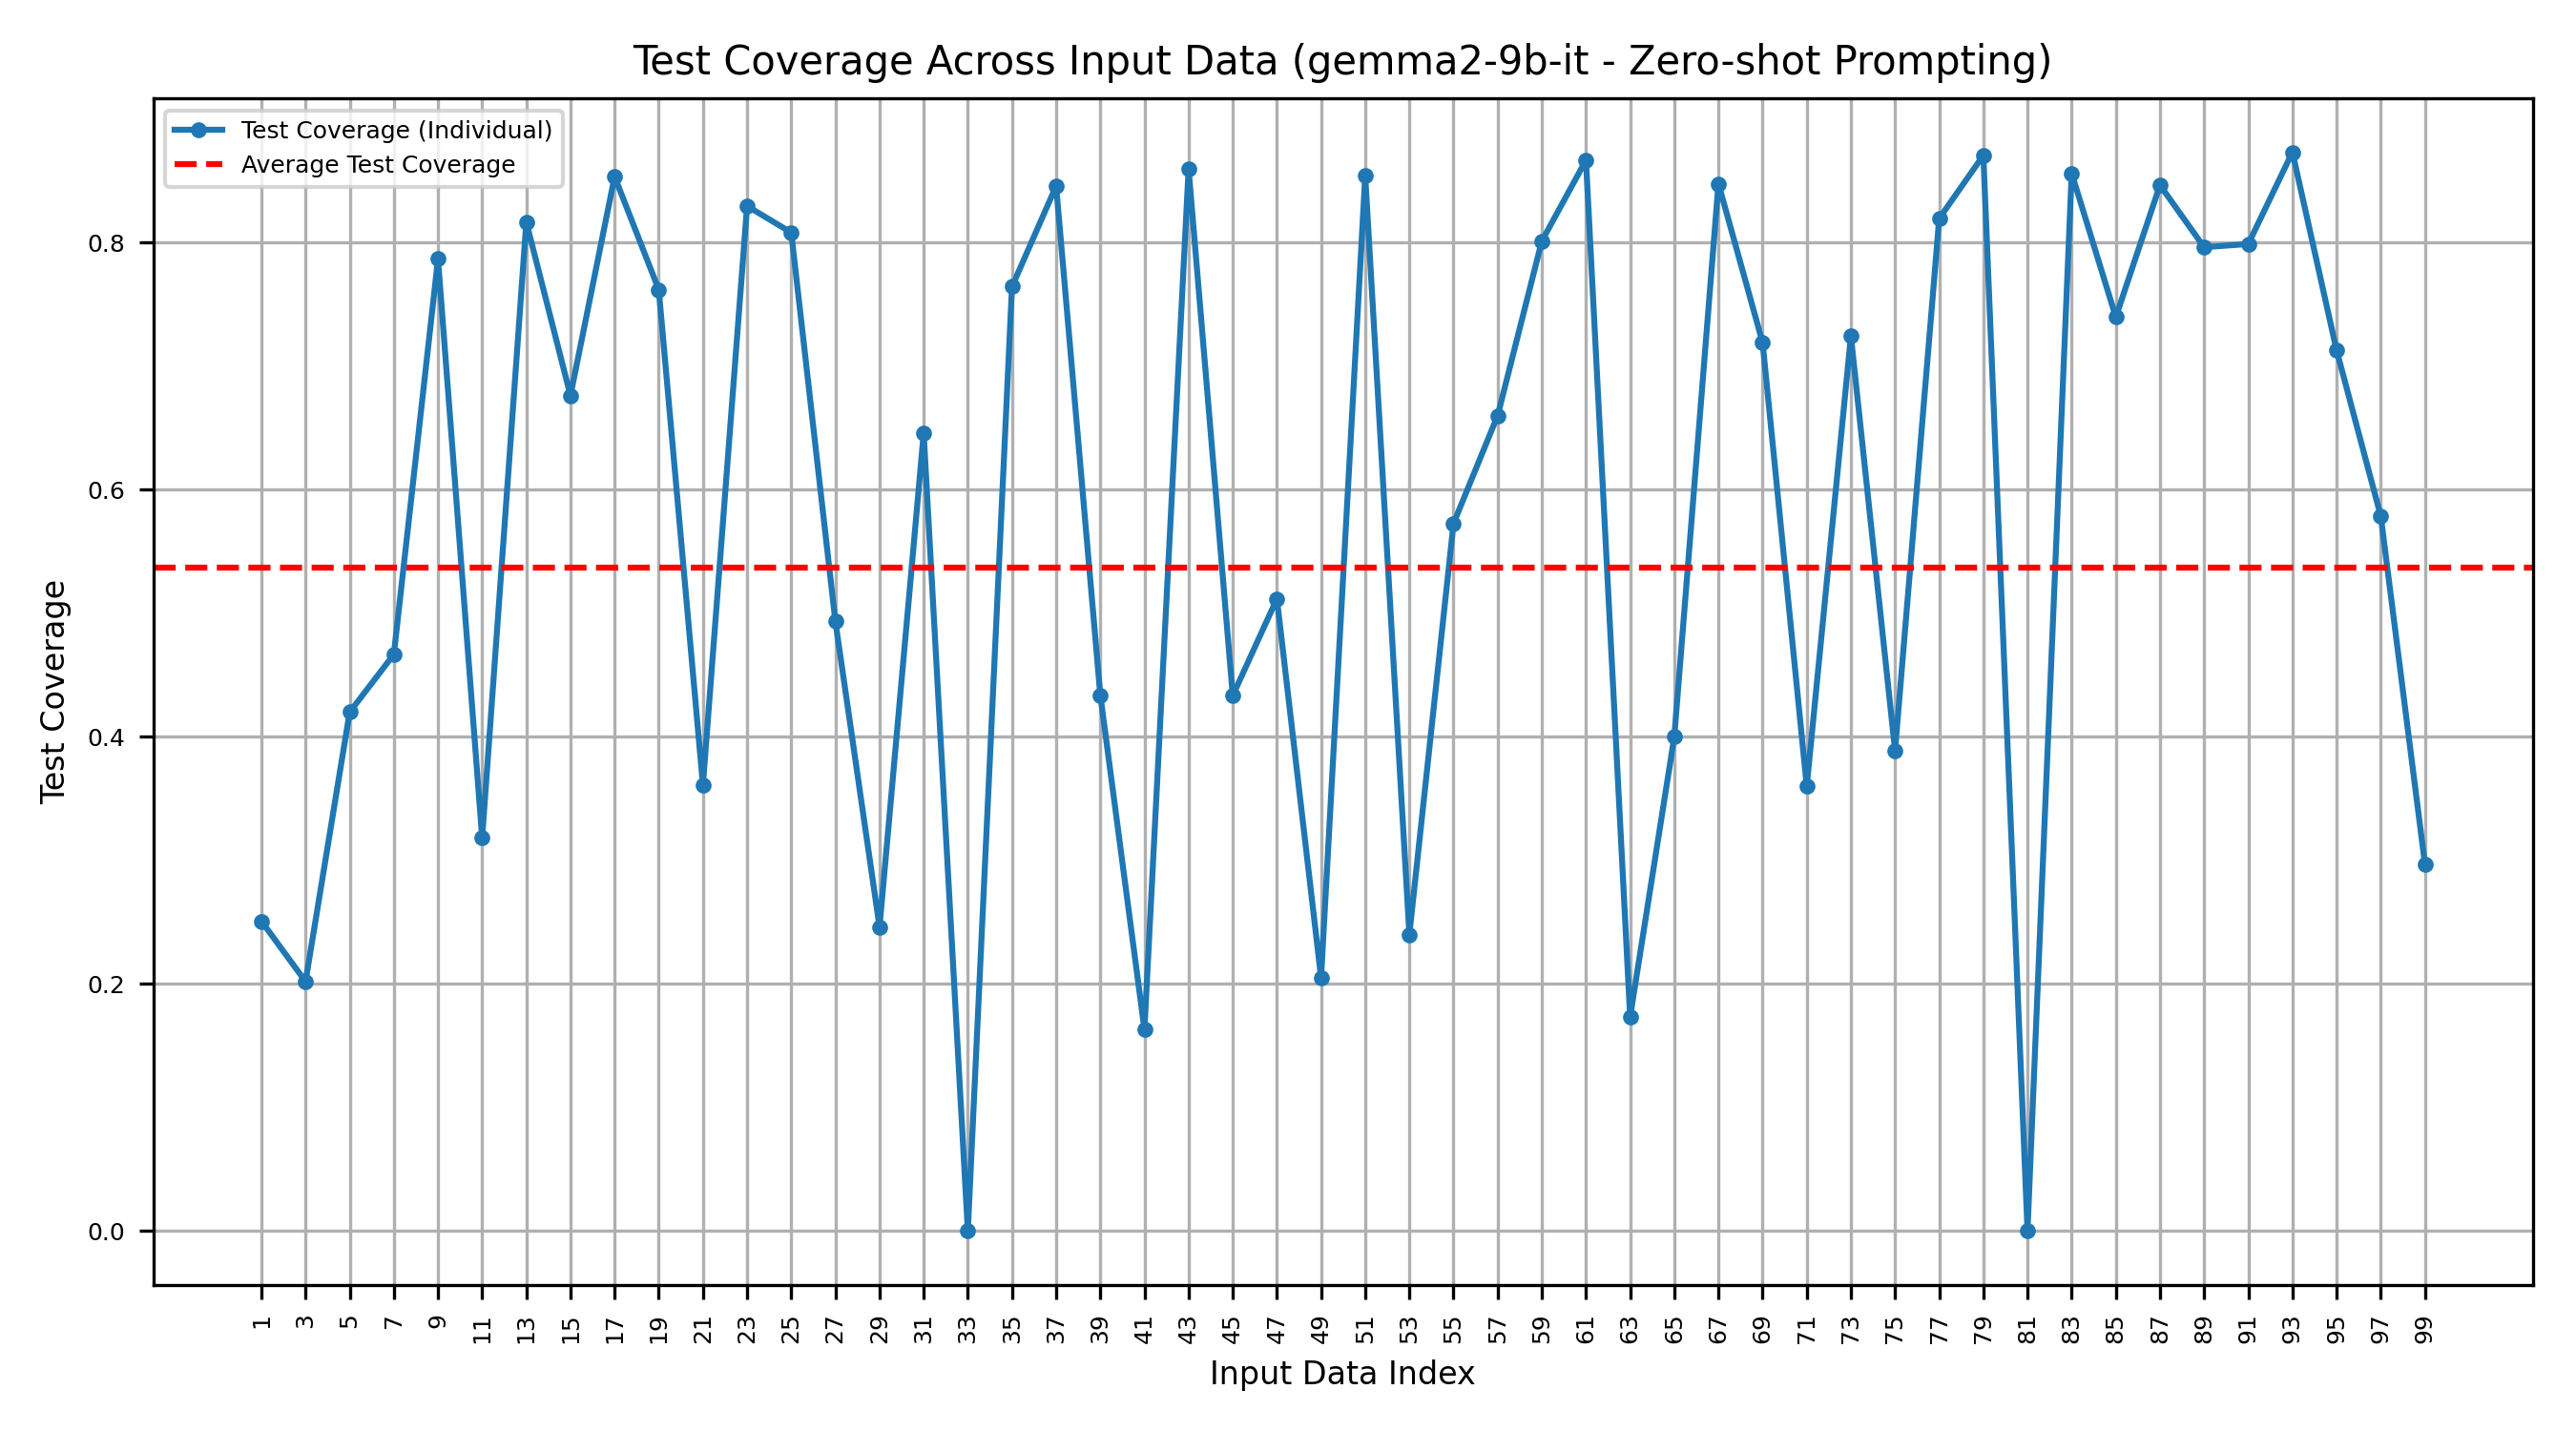 Test Coverage Across Input Data (gemma2-9b-it - Zero-shot Prompting)
Test Coverage (Individual)
Average Test Coverage
Test Coverage
0.8
0.6
0.4
0.2
0.0
1 3 5 7 9 11 13 15 17 19 21 23 25 27 29 31 33 35 37 39 41 43 45 47 49 51 53 55 57 59 61 63 65 67 69 71 73 75 77 79 81 83 85 87 89 91 93 95 97 99
Input Data Index